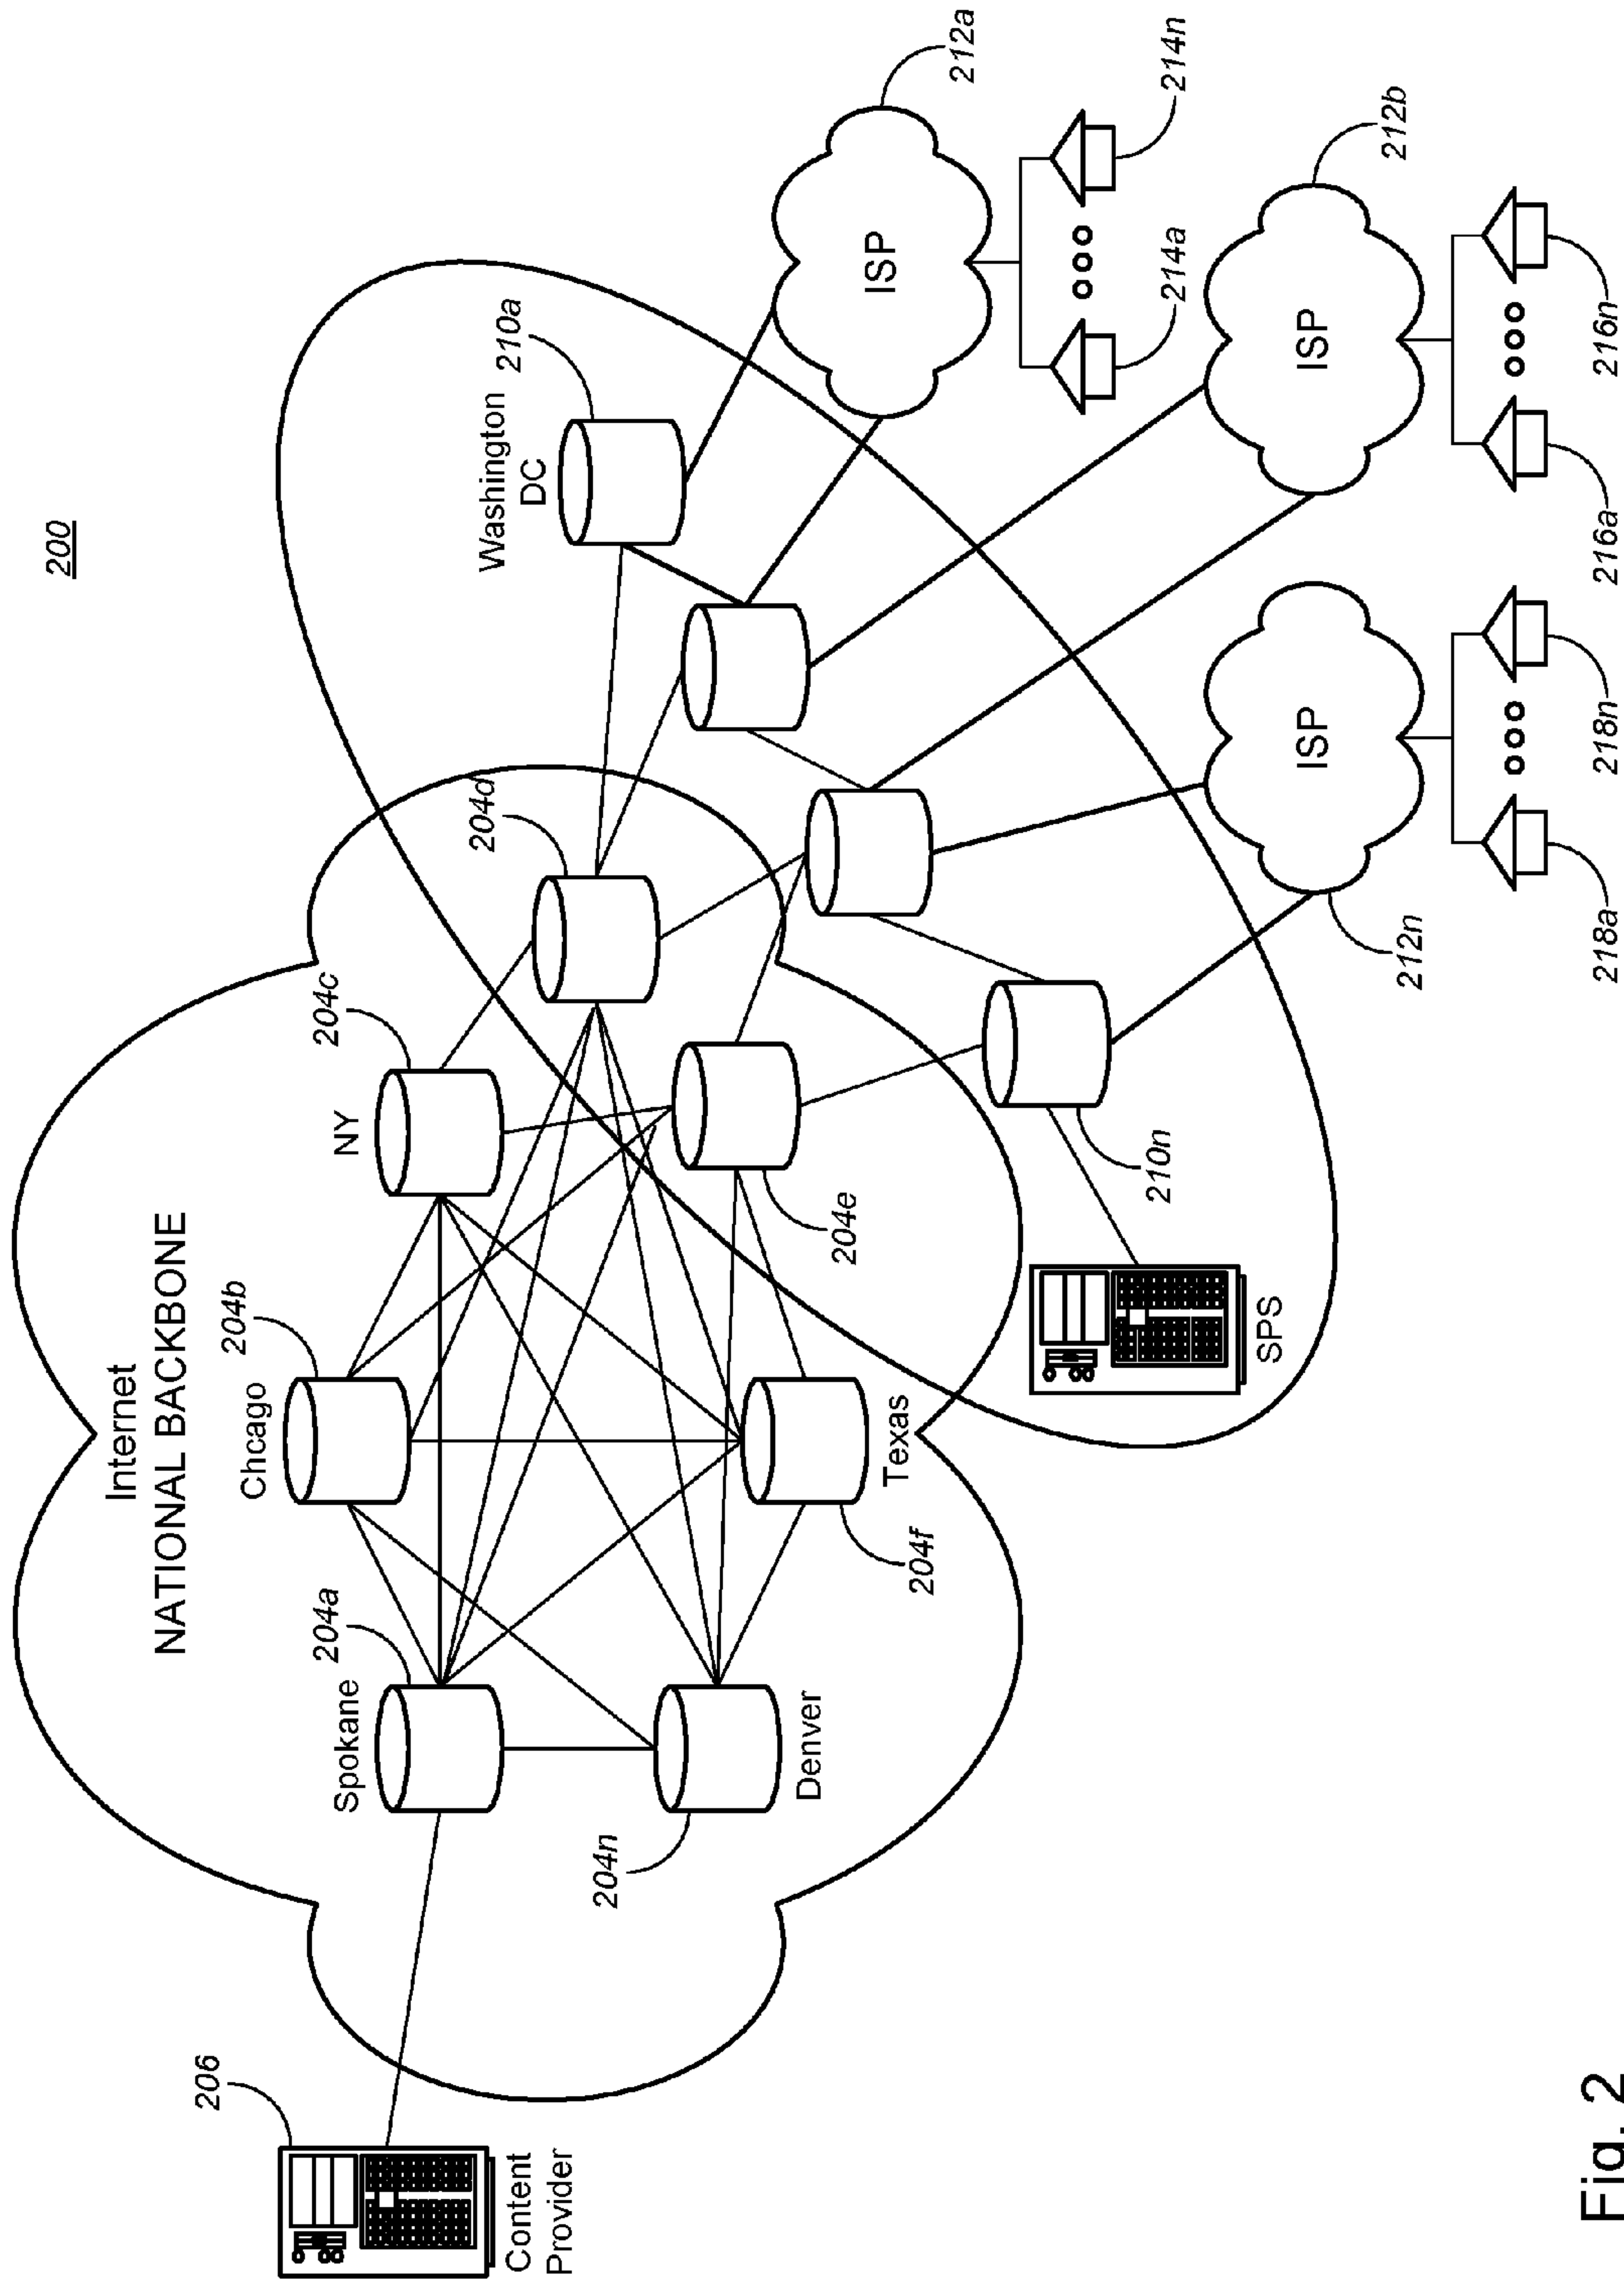 200
Internet
NATIONAL BACKBONE
206
Content
Provider
Spokane
204a
Chcago
204b
NY
204c
204d
Washington
DC
210a
204n
Denver
204f
Texas
204e
210n
SPS
ISP
212a
214a
214n
ISP
212b
216a
216n
ISP
212n
218a
218n
Fig. 2